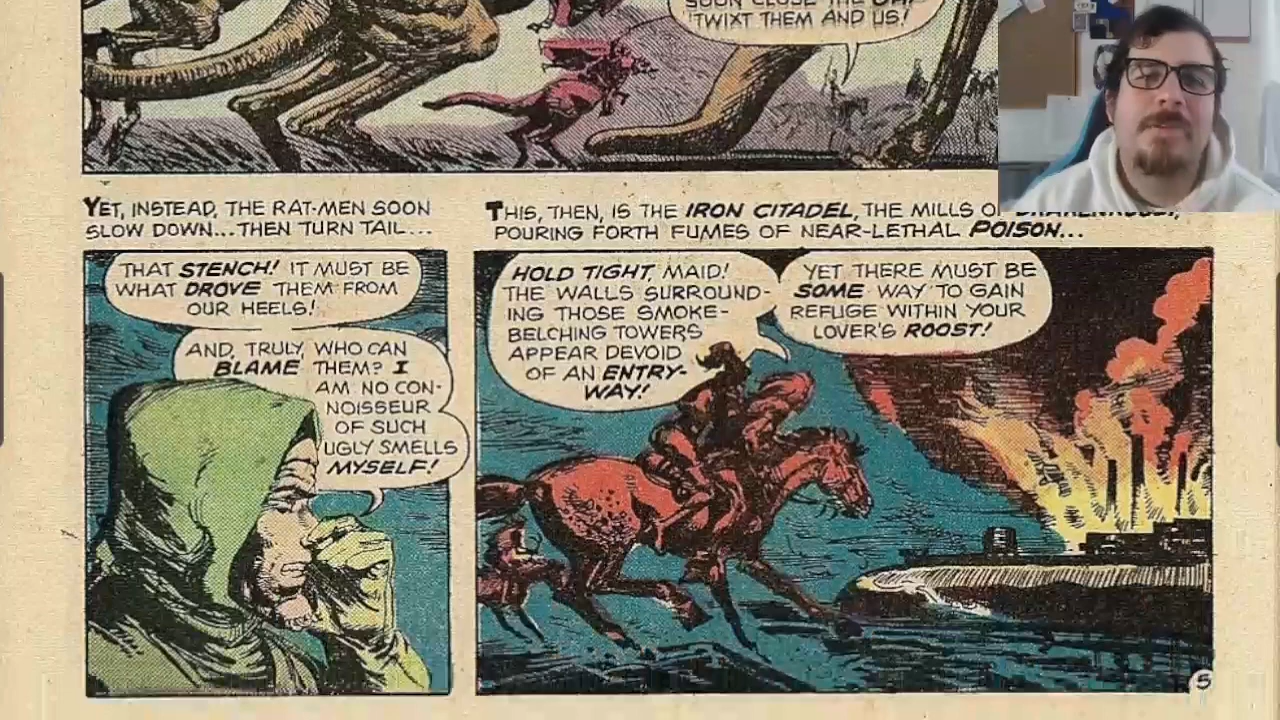 SOON CLOSE THE GAP
'TWIXT THEM AND US!
YET, INSTEAD, THE RAT-MEN SOON
SLOW DOWN...THEN TURN TAIL...
THAT STENCH! IT MUST BE
WHAT DROVE THEM FROM
OUR HEELS!
AND, TRULY, WHO CAN
BLAME THEM? I
AM NO CON-
NOISSEUR
OF SUCH
UGLY SMELLS
MYSELF!
THIS, THEN, IS THE IRON CITADEL, THE MILLS OF
POURING FORTH FUMES OF NEAR-LETHAL POISON...
HOLD TIGHT, MAID!
THE WALLS SURROUND-
ING THOSE SMOKE-
BELCHING TOWERS
APPEAR DEVOID
OF AN ENTRY-
WAY!
YET THERE MUST BE
SOME WAY TO GAIN
REFUGE WITHIN YOUR
LOVER'S ROOST!
5